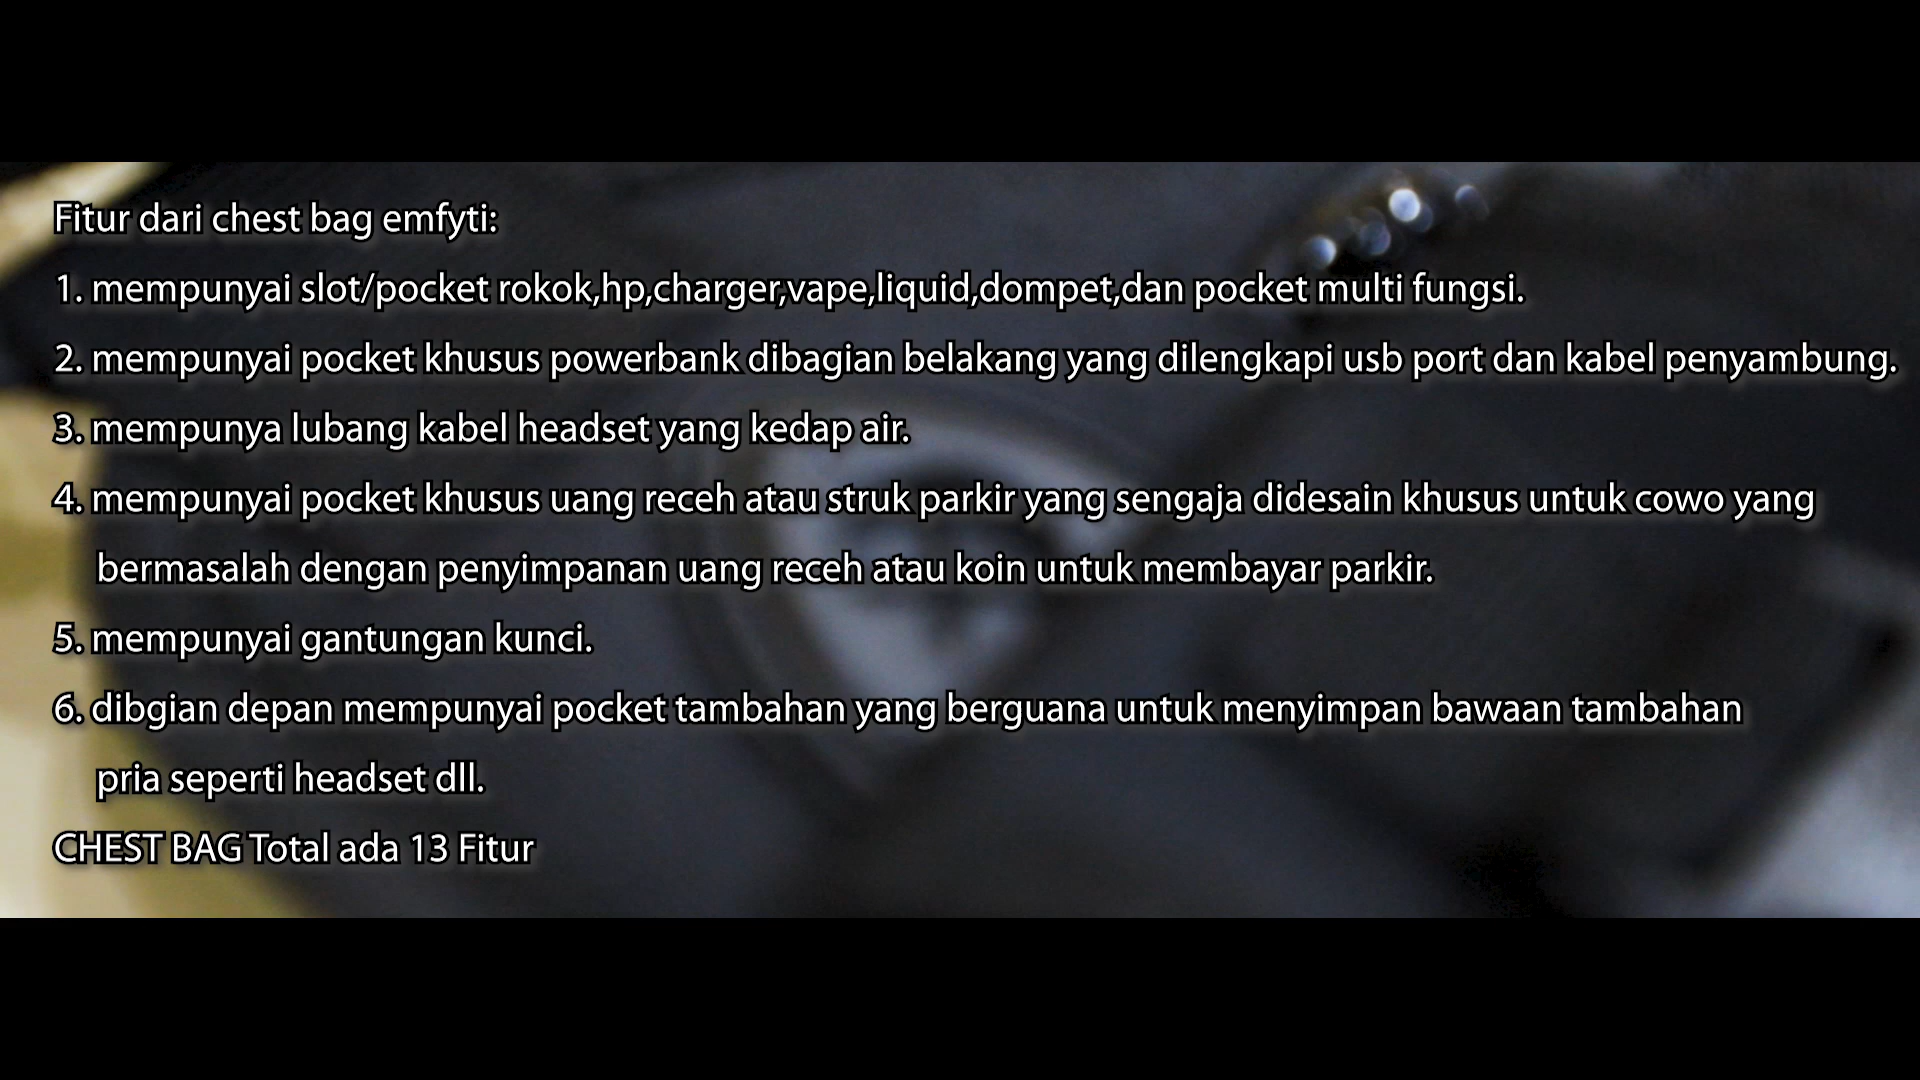 Fitur dari chest bag emfyti:
1. mempunyai slot/pocket rokok,hp,charger,vape,liquid,dompet,dan pocket multi fungsi.
2. mempunyai pocket khusus powerbank dibagian belakang yang dilengkapi usb port dan kabel penyambung.
3. mempunya lubang kabel headset yang kedap air.
4. mempunyai pocket khusus uang receh atau struk parkir yang sengaja didesain khusus untuk cowo yang
bermasalah dengan penyimpanan uang receh atau koin untuk membayar parkir.
5. mempunyai gantungan kunci.
6. dibgian depan mempunyai pocket tambahan yang berguana untuk menyimpan bawaan tambahan
pria seperti headset dll.
CHEST BAG Total ada 13 Fitur